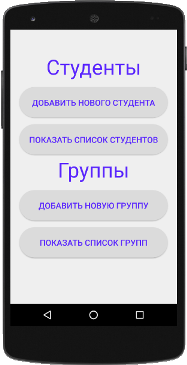 Студенты
ДОБАВИТЬ НОВОГО СТУДЕНТА
ПОКАЗАТЬ СПИСОК СТУДЕНТОВ
Группы
ДОБАВИТЬ НОВУЮ ГРУППУ
ПОКАЗАТЬ СПИСОК ГРУПП